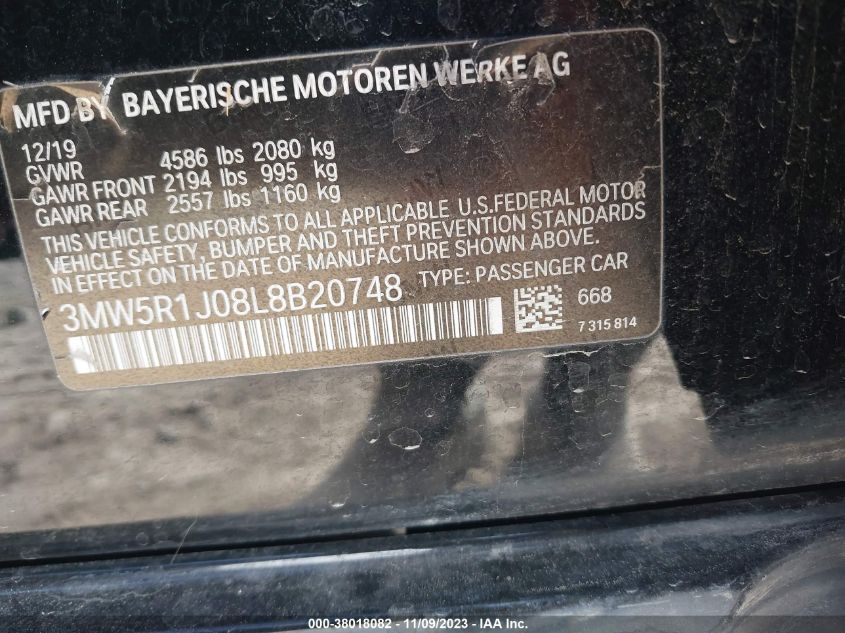 MFD BY BAYERISCHE MOTOREN WERKE AG
12/19
GVWR 4586 lbs 2080 kg
GAWR FRONT 2194 lbs 995 kg
GAWR REAR 2557 lbs 1160 kg
THIS VEHICLE CONFORMS TO ALL APPLICABLE U.S.FEDERAL MOTOR
VEHICLE SAFETY, BUMPER AND THEFT PREVENTION STANDARDS
IN EFFECT ON THE DATE OF MANUFACTURE SHOWN ABOVE.
3MW5R1J08L8B20748 TYPE: PASSENGER CAR
668
7 315 814
000-38018082 - 11/09/2023 - IAA Inc.